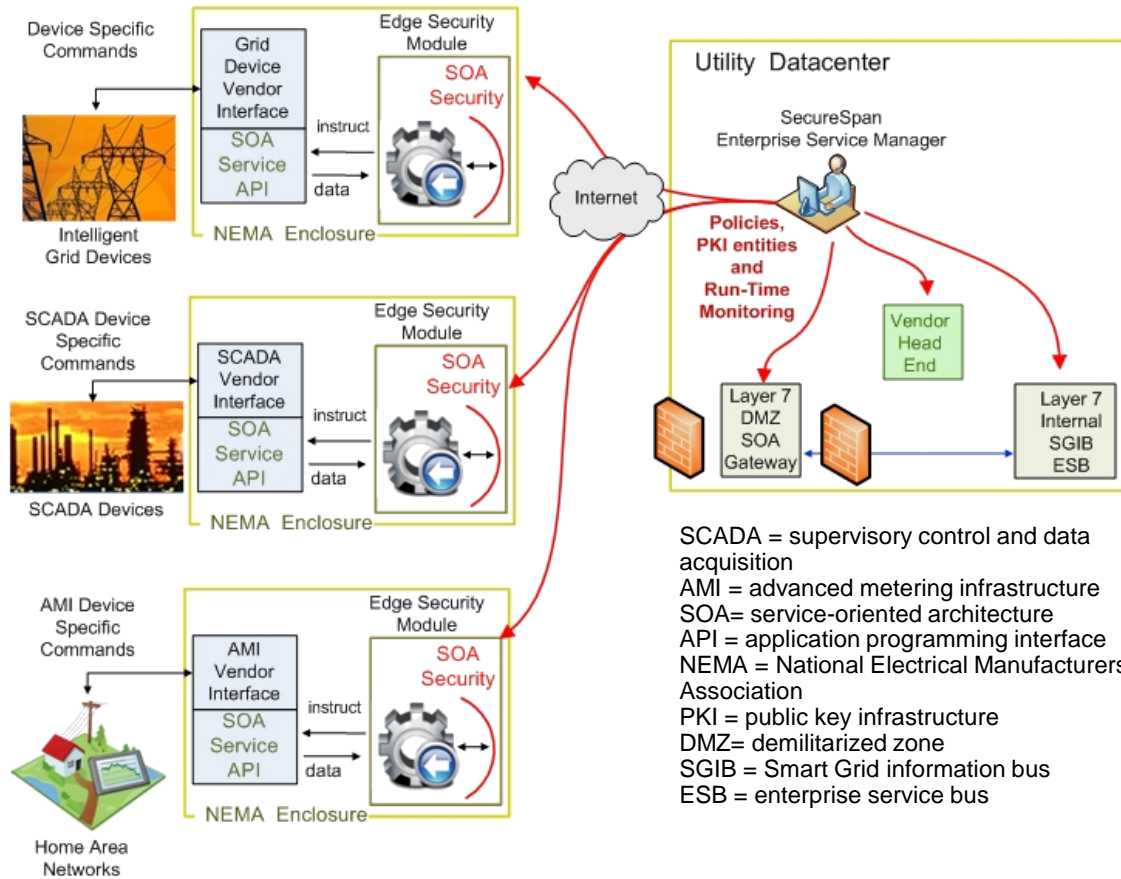 Device Specific
Commands
Intelligent
Grid Devices
Grid
Device
Vendor
Interface
SOA
Service
API
instruct
data
Edge Security
Module
SOA
Security
NEMA Enclosure
SCADA Device
Specific
Commands
SCADA Devices
SCADA
Vendor
Interface
SOA
Service
API
instruct
data
Edge Security
Module
SOA
Security
NEMA Enclosure
AMI Device
Specific
Commands
Home Area
Networks
AMI
Vendor
Interface
SOA
Service
API
instruct
data
Edge Security
Module
SOA
Security
NEMA Enclosure
Internet
Utility Datacenter
SecureSpan
Enterprise Service Manager
Policies,
PKI entities
and
Run-Time
Monitoring
Vendor
Head
End
Layer 7
DMZ
SOA
Gateway
Layer 7
Internal
SGIB
ESB
SCADA = supervisory control and data
acquisition
AMI = advanced metering infrastructure
SOA= service-oriented architecture
API = application programming interface
NEMA = National Electrical Manufacturers
Association
PKI = public key infrastructure
DMZ= demilitarized zone
SGIB = Smart Grid information bus
ESB = enterprise service bus